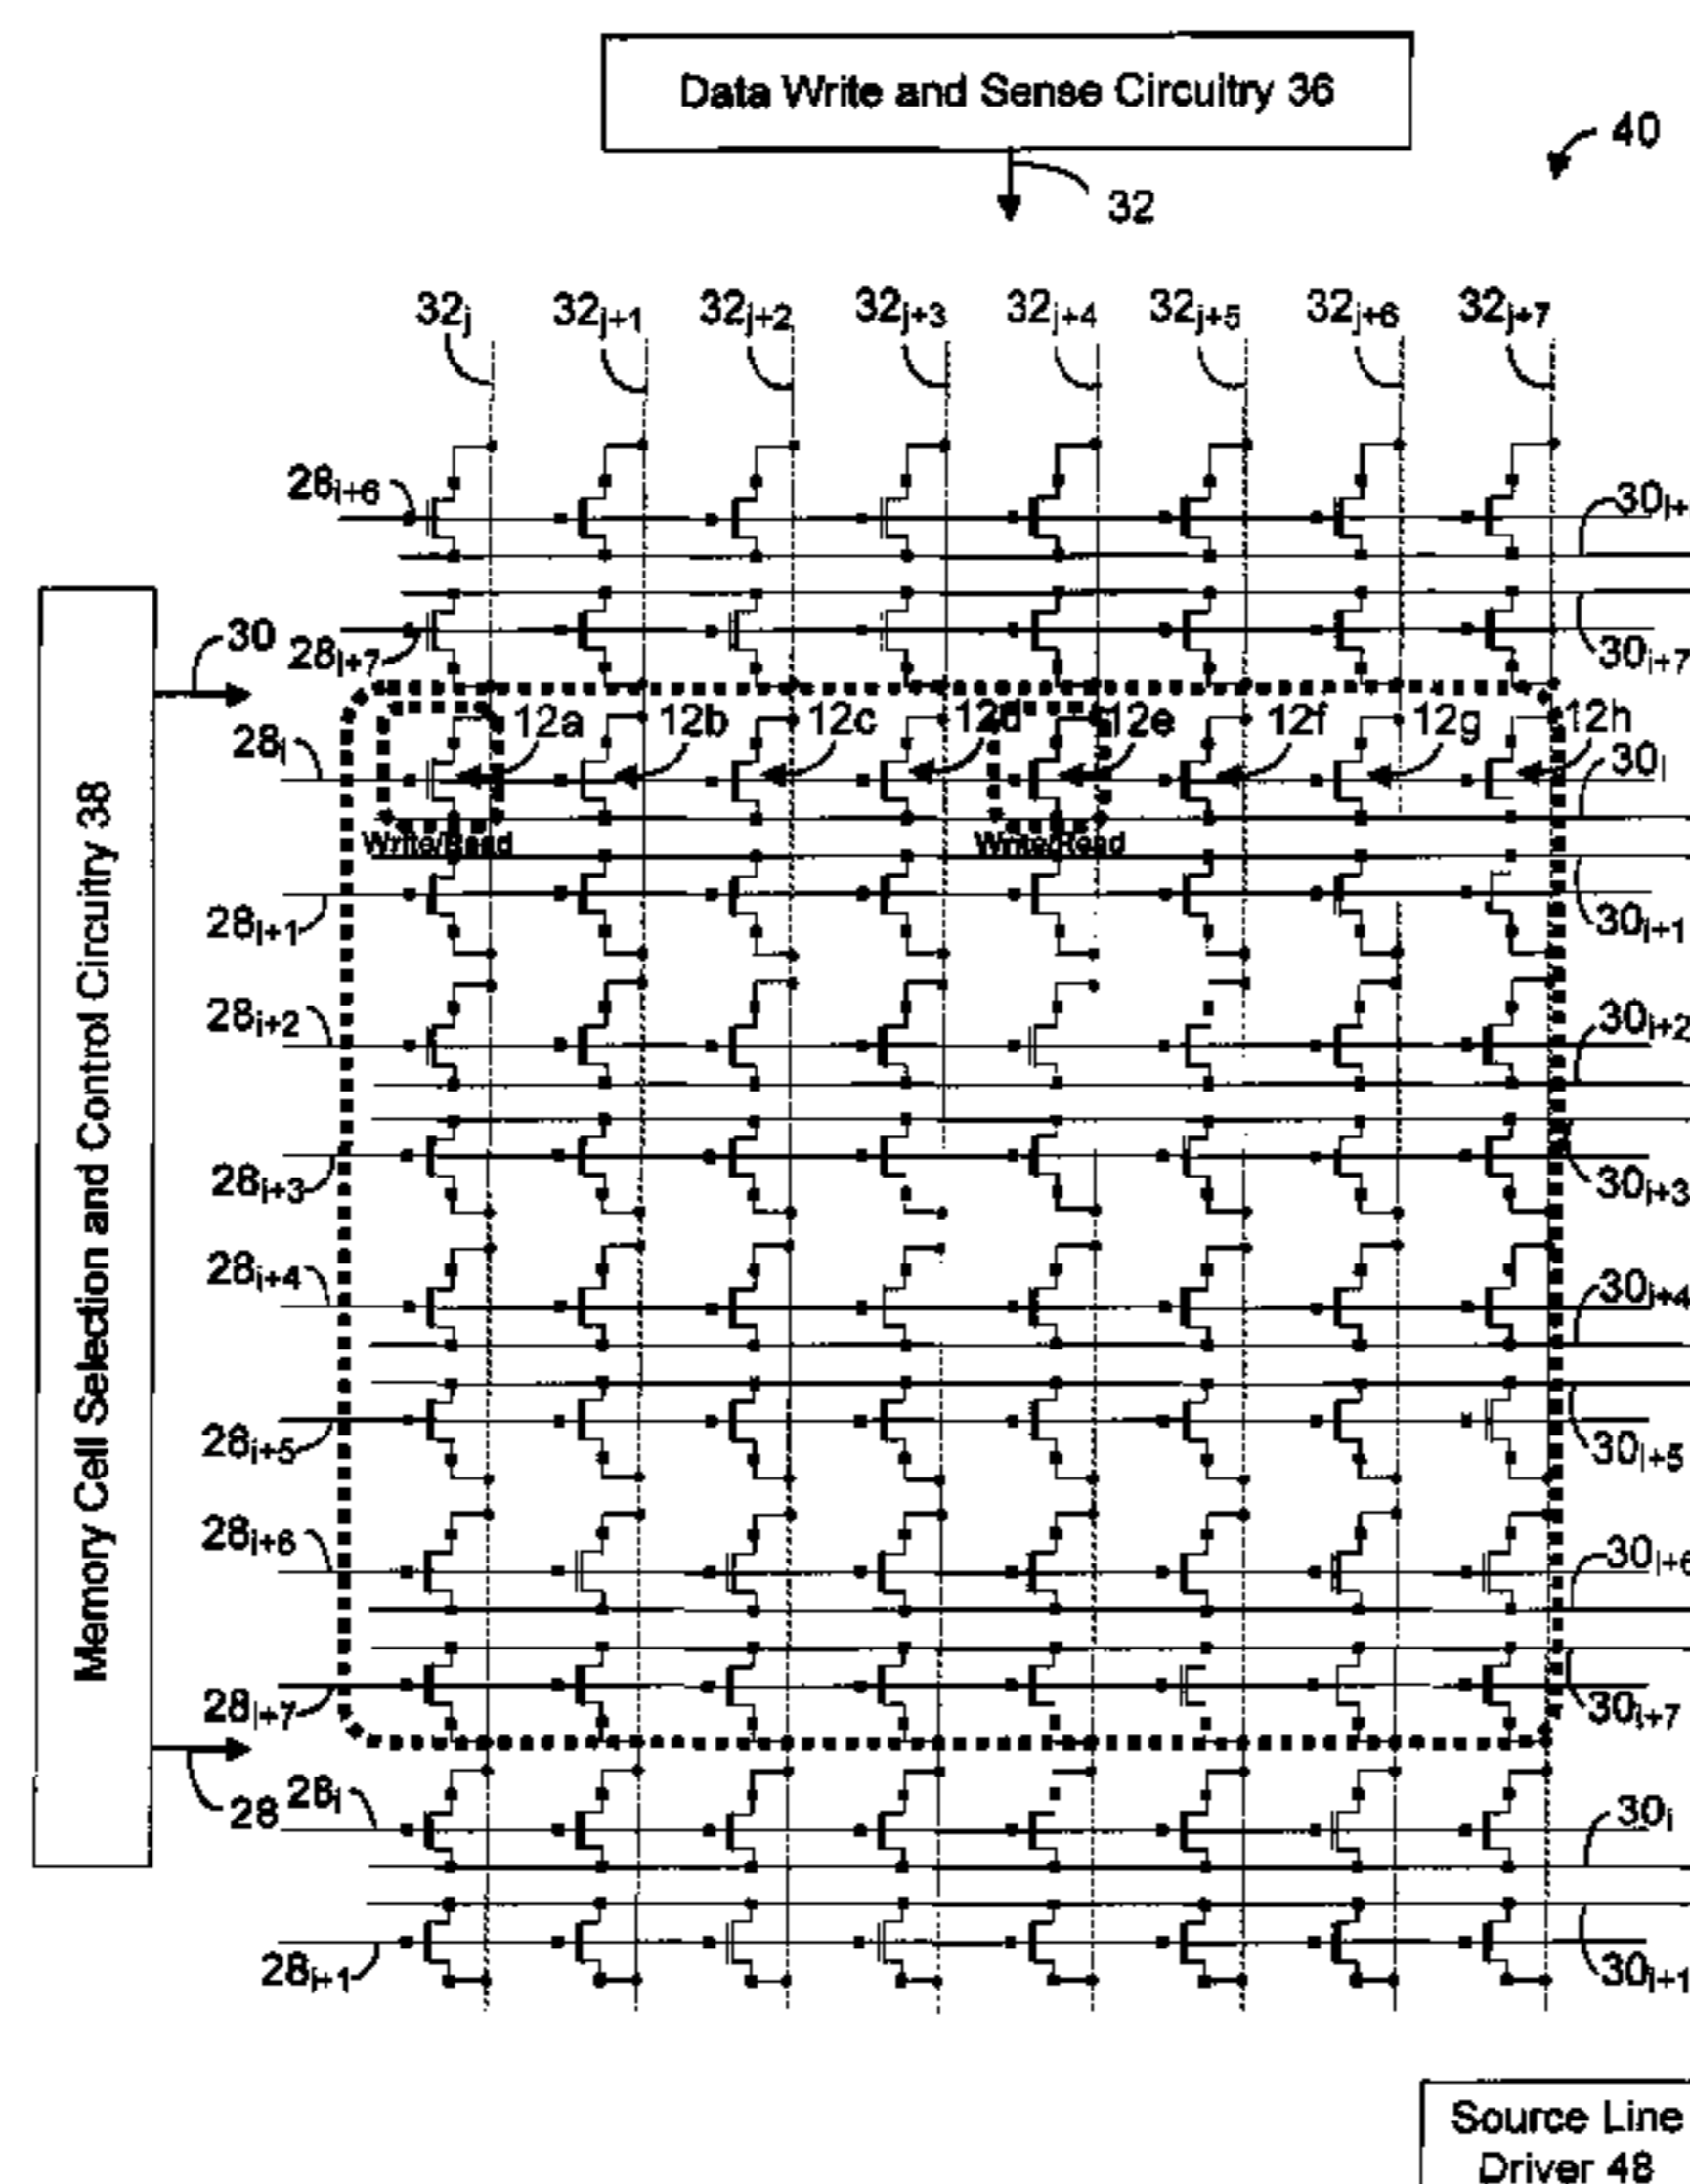 Data Write and Sense Circuitry 36
40
32
32j 32j+1 32j+2 32j+3 32j+4 32j+5 32j+6 32j+7
28i+6 30i+
30 28i+7 30i+7
28i 12a 12b 12c 12d 12e 12f 12g 12h 30i
Write/Read Write/Read
28i+1 30i+1
28i+2 30i+2
28i+3 30i+3
28i+4 30i+4
28i+5 30i+5
28i+6 30i+6
28i+7 30i+7
28 28i 30i
28i+1 30i+1
Memory Cell Selection and Control Circuitry 38
Source Line
Driver 48